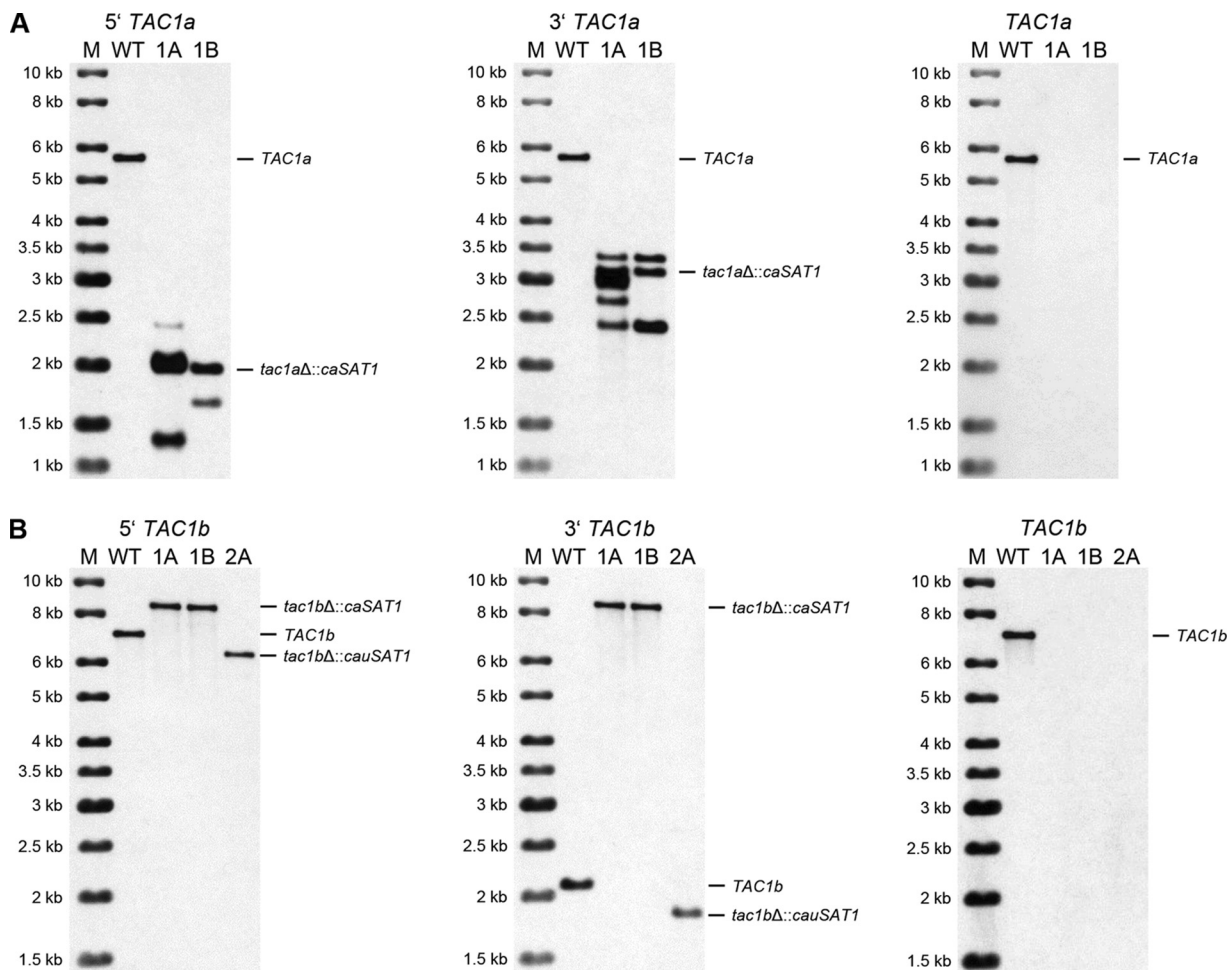 A
5‘ TAC1a
M WT 1A 1B
10 kb
8 kb
6 kb
5 kb
4 kb
3.5 kb
3 kb
2.5 kb
2 kb
1.5 kb
1 kb
TAC1a
tac1aΔ::caSAT1
3‘ TAC1a
M WT 1A 1B
10 kb
8 kb
6 kb
5 kb
4 kb
3.5 kb
3 kb
2.5 kb
2 kb
1.5 kb
1 kb
TAC1a
tac1aΔ::caSAT1
TAC1a
M WT 1A 1B
10 kb
8 kb
6 kb
5 kb
4 kb
3.5 kb
3 kb
2.5 kb
2 kb
1.5 kb
1 kb
TAC1a
B
5‘ TAC1b
M WT 1A 1B 2A
10 kb
8 kb
6 kb
5 kb
4 kb
3.5 kb
3 kb
2.5 kb
2 kb
1.5 kb
tac1bΔ::caSAT1
TAC1b
tac1bΔ::cauSAT1
3‘ TAC1b
M WT 1A 1B 2A
10 kb
8 kb
6 kb
5 kb
4 kb
3.5 kb
3 kb
2.5 kb
2 kb
1.5 kb
tac1bΔ::caSAT1
TAC1b
tac1bΔ::cauSAT1
TAC1b
M WT 1A 1B 2A
10 kb
8 kb
6 kb
5 kb
4 kb
3.5 kb
3 kb
2.5 kb
2 kb
1.5 kb
TAC1b